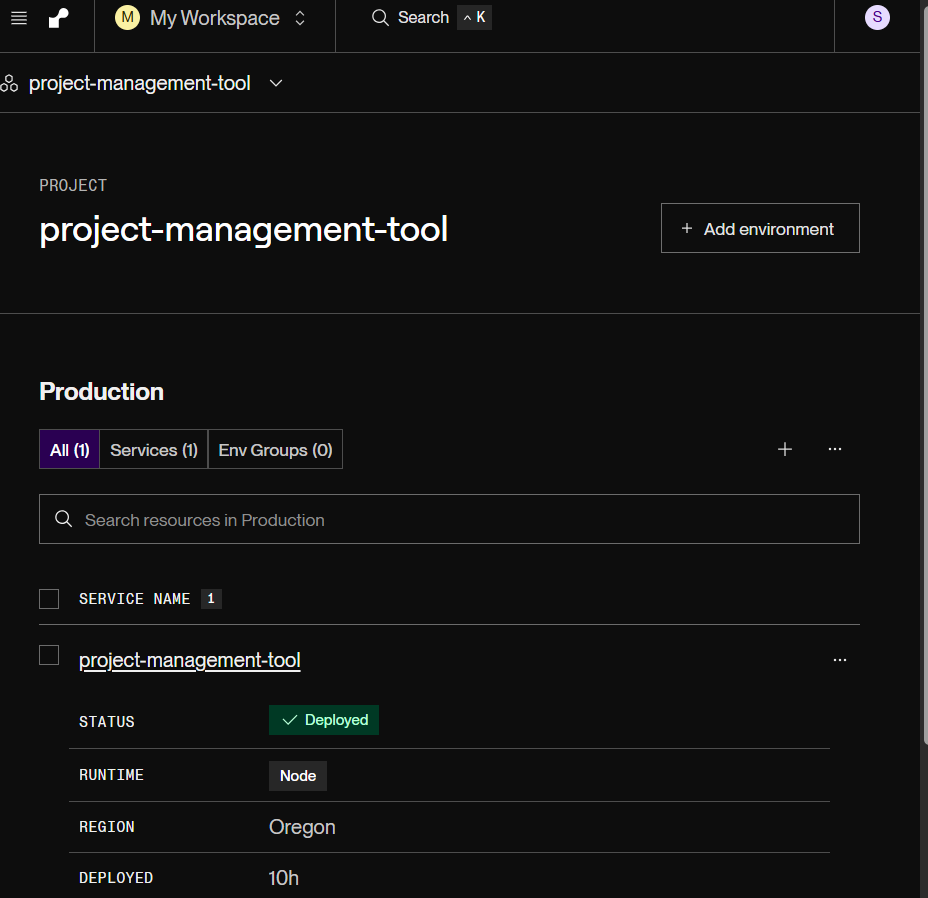 M My Workspace Search ^ K S
project-management-tool
PROJECT
project-management-tool
+ Add environment
Production
All (1) Services (1) Env Groups (0)
Search resources in Production
SERVICE NAME 1
project-management-tool
STATUS Deployed
RUNTIME Node
REGION Oregon
DEPLOYED 10h